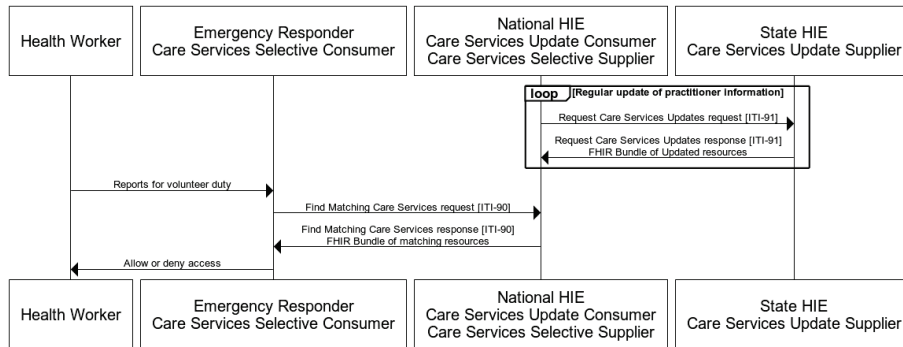 Health Worker
Emergency Responder
Care Services Selective Consumer
National HIE
Care Services Update Consumer
Care Services Selective Supplier
State HIE
Care Services Update Supplier
loop
[Regular update of practitioner information]
Request Care Services Updates request [ITI-91]
Request Care Services Updates response [ITI-91]
FHIR Bundle of Updated resources
Reports for volunteer duty
Find Matching Care Services request [ITI-90]
Find Matching Care Services response [ITI-90]
FHIR Bundle of matching resources
Allow or deny access
Health Worker
Emergency Responder
Care Services Selective Consumer
National HIE
Care Services Update Consumer
Care Services Selective Supplier
State HIE
Care Services Update Supplier